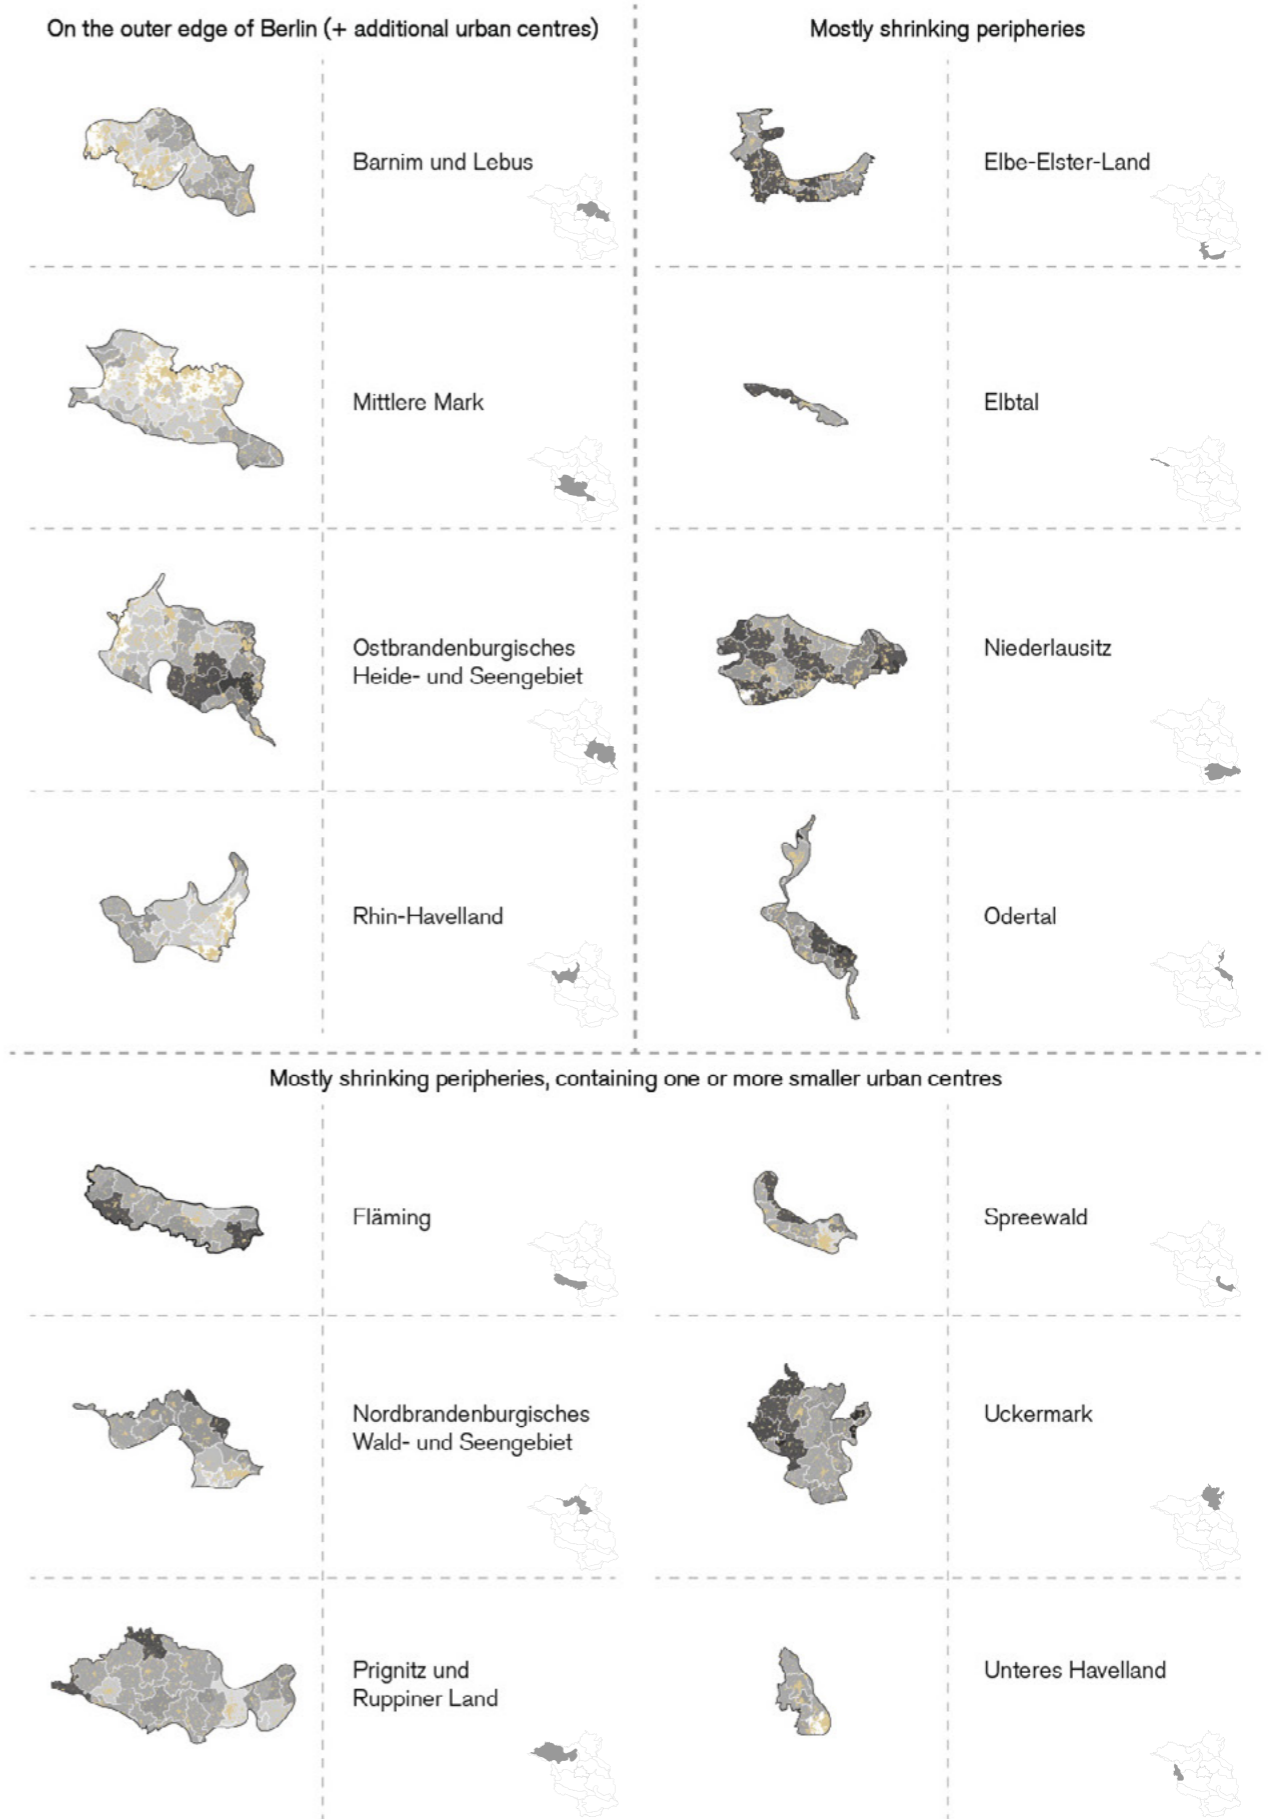 On the outer edge of Berlin (+ additional urban centres)
Mostly shrinking peripheries
Barnim und Lebus
Elbe-Elster-Land
Mittlere Mark
Elbtal
Ostbrandenburgisches
Heide- und Seengebiet
Niederlausitz
Rhin-Havelland
Odertal
Mostly shrinking peripheries, containing one or more smaller urban centres
Fläming
Spreewald
Nordbrandenburgisches
Wald- und Seengebiet
Uckermark
Prignitz und
Ruppiner Land
Unteres Havelland